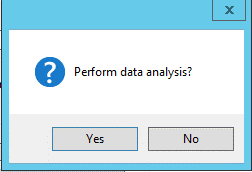 Perform data analysis?
Yes No